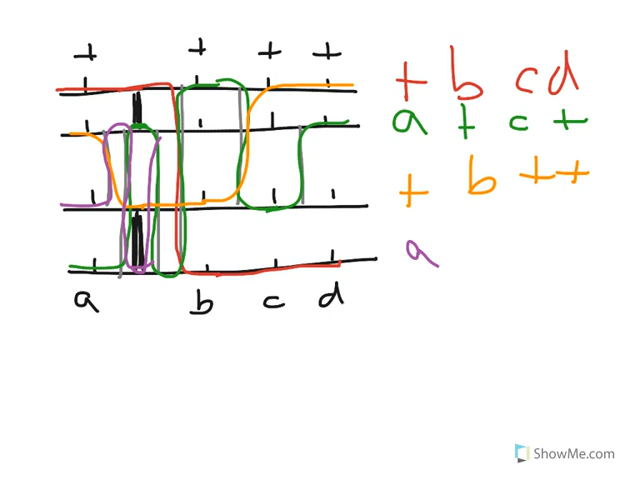 + + + +
+ b c d
a + c +
+ b + +
a
a b c d
ShowMe.com